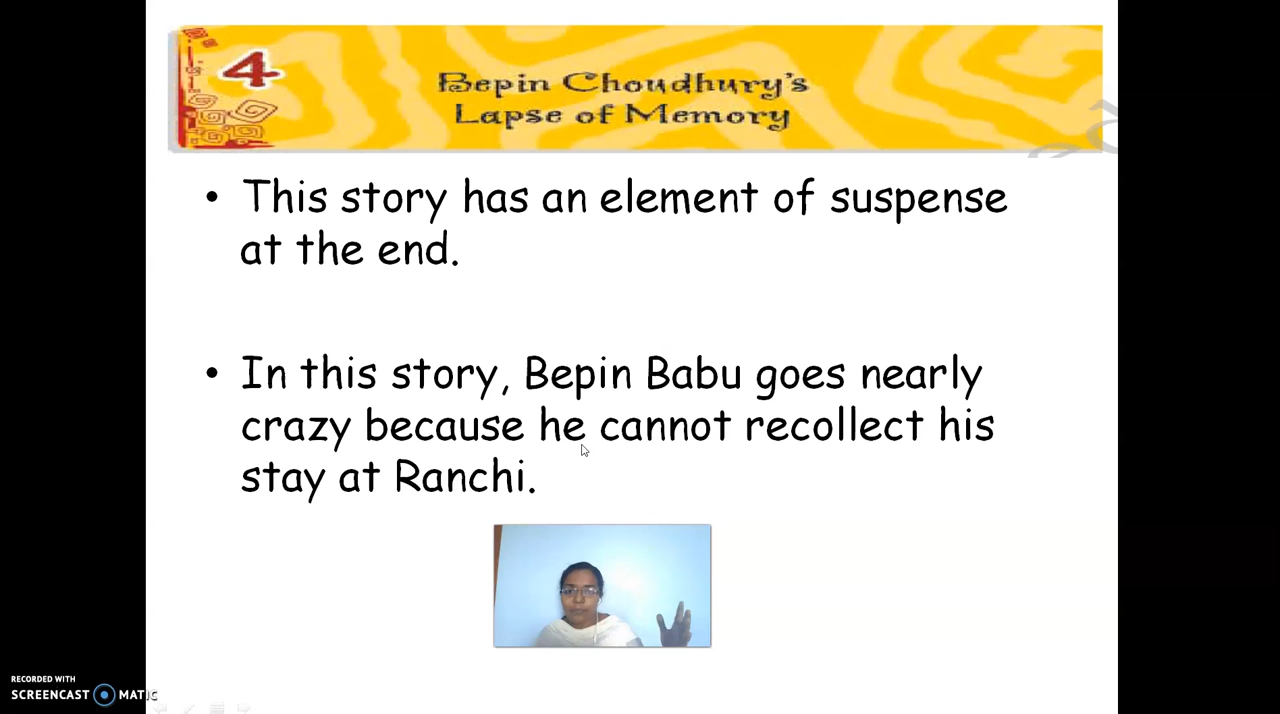 4
Bepin Choudhury's
Lapse of Memory
• This story has an element of suspense
at the end.
• In this story, Bepin Babu goes nearly
crazy because he cannot recollect his
stay at Ranchi.
RECORDED WITH
SCREENCAST MATIC